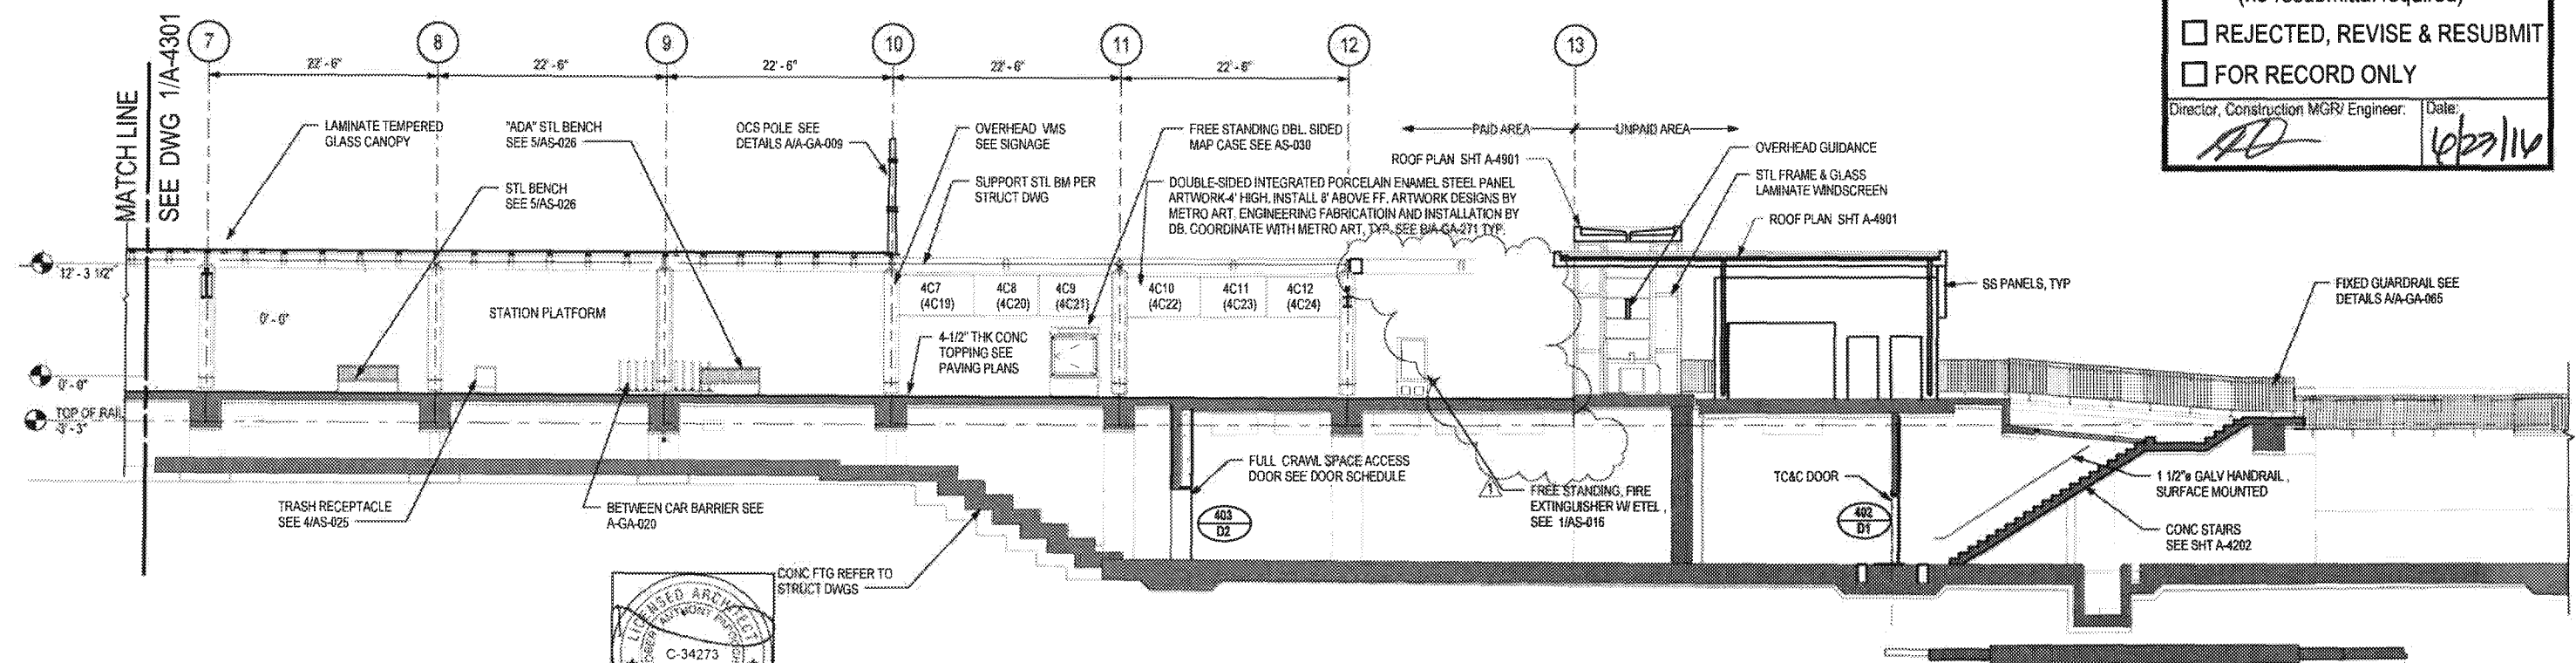 (no resubmittal required)
REJECTED, REVISE & RESUBMIT
FOR RECORD ONLY
Director, Construction MGR/ Engineer:
Date:
6/23/16
MATCH LINE
SEE DWG 1/A-4301
7
8
9
10
11
12
13
22'-6"
22'-6"
22'-6"
22'-6"
22'-6"
LAMINATE TEMPERED
GLASS CANOPY
"ADA" STL BENCH
SEE 5/AS-026
STL BENCH
SEE 5/AS-026
OCS POLE SEE
DETAILS A/A-GA-009
OVERHEAD VMS
SEE SIGNAGE
SUPPORT STL BM PER
STRUCT DWG
FREE STANDING DBL. SIDED
MAP CASE SEE AS-030
DOUBLE-SIDED INTEGRATED PORCELAIN ENAMEL STEEL PANEL
ARTWORK-4' HIGH, INSTALL 8' ABOVE FF. ARTWORK DESIGNS BY
METRO ART, ENGINEERING FABRICATIOIN AND INSTALLATION BY
DB. COORDINATE WITH METRO ART, TYP. SEE B/A-GA-271 TYP.
PAID AREA
UNPAID AREA
ROOF PLAN SHT A-4901
OVERHEAD GUIDANCE
STL FRAME & GLASS
LAMINATE WINDSCREEN
ROOF PLAN SHT A-4901
SS PANELS, TYP
FIXED GUARDRAIL SEE
DETAILS A/A-GA-065
12' - 3 1/2"
0' - 0"
STATION PLATFORM
4C7
(4C19)
4C8
(4C20)
4C9
(4C21)
4C10
(4C22)
4C11
(4C23)
4C12
(4C24)
4-1/2" THK CONC
TOPPING SEE
PAVING PLANS
0' - 0"
TOP OF RAIL
-3' - 3"
TRASH RECEPTACLE
SEE 4/AS-025
BETWEEN CAR BARRIER SEE
A-GA-020
FULL CRAWL SPACE ACCESS
DOOR SEE DOOR SCHEDULE
403
D2
1
FREE STANDING, FIRE
EXTINGUISHER W/ ETEL ,
SEE 1/AS-016
TC&C DOOR
402
D1
1 1/2"ø GALV HANDRAIL ,
SURFACE MOUNTED
CONC STAIRS
SEE SHT A-4202
CONC FTG REFER TO
STRUCT DWGS
LICENSED ARCHITECT
ANTHONY
C-34273